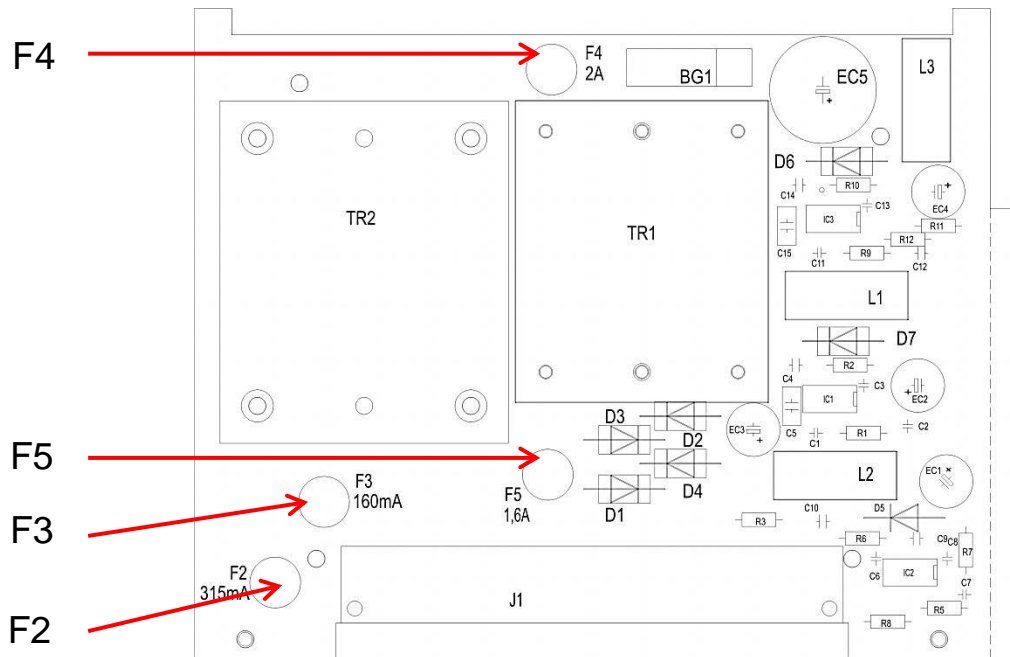 F4
F4
2A
BG1
EC5
L3
D6
C14
R10
C13
EC4
TR2
TR1
IC3
R11
R12
C15
C11
R9
C12
L1
D7
C4
R2
C3
IC1
EC2
D3
D2
EC3
C5
C1
R1
C2
F5
F5
1,6A
D4
D1
L2
EC1
F3
F3
160mA
R3
C10
D5
R6
C9
C8
R7
F2
F2
315mA
J1
C6
IC2
C7
R5
R8